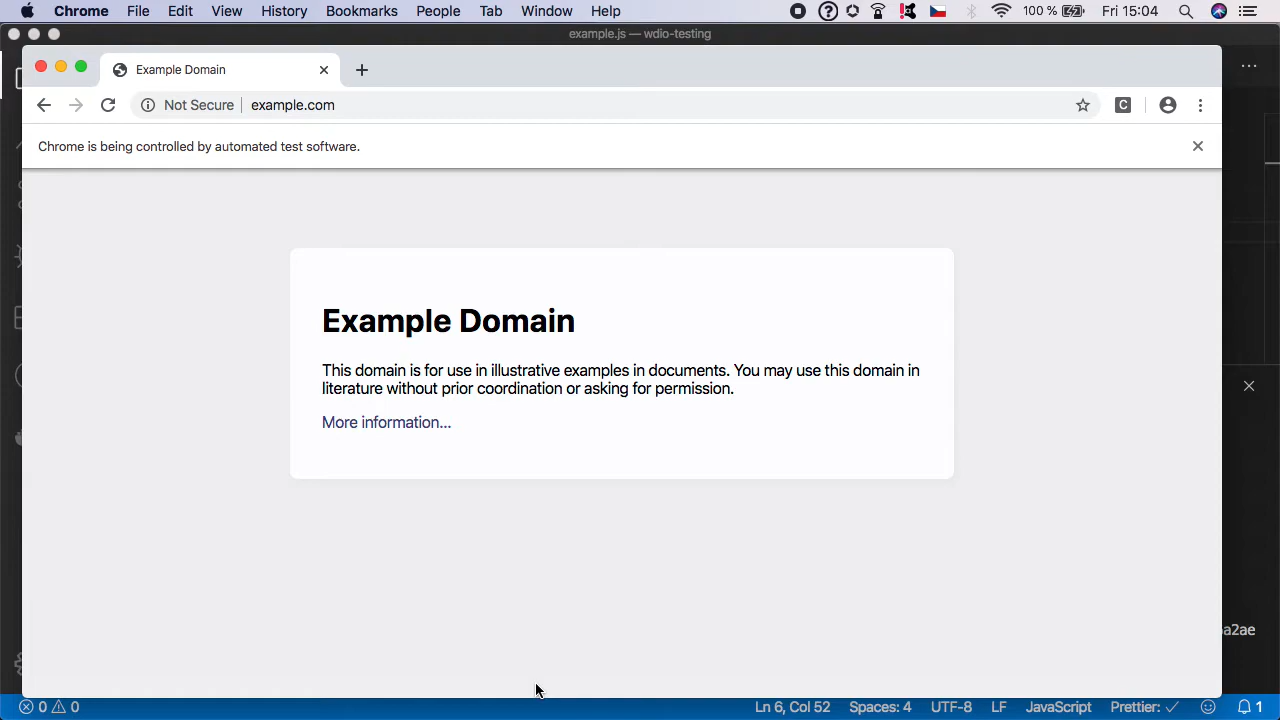 Chrome File Edit View History Bookmarks People Tab Window Help 100 % Fri 15:04
example.js — wdio-testing
Example Domain
Not Secure example.com
Chrome is being controlled by automated test software.
Example Domain
This domain is for use in illustrative examples in documents. You may use this domain in
literature without prior coordination or asking for permission.
More information...
a2ae
0 0 Ln 6, Col 52 Spaces: 4 UTF-8 LF JavaScript Prettier: ✓ 1